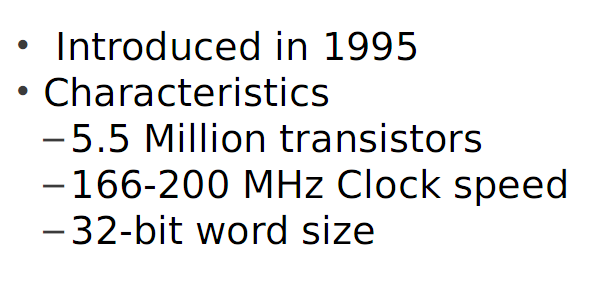 • Introduced in 1995
• Characteristics
–5.5 Million transistors
–166-200 MHz Clock speed
–32-bit word size